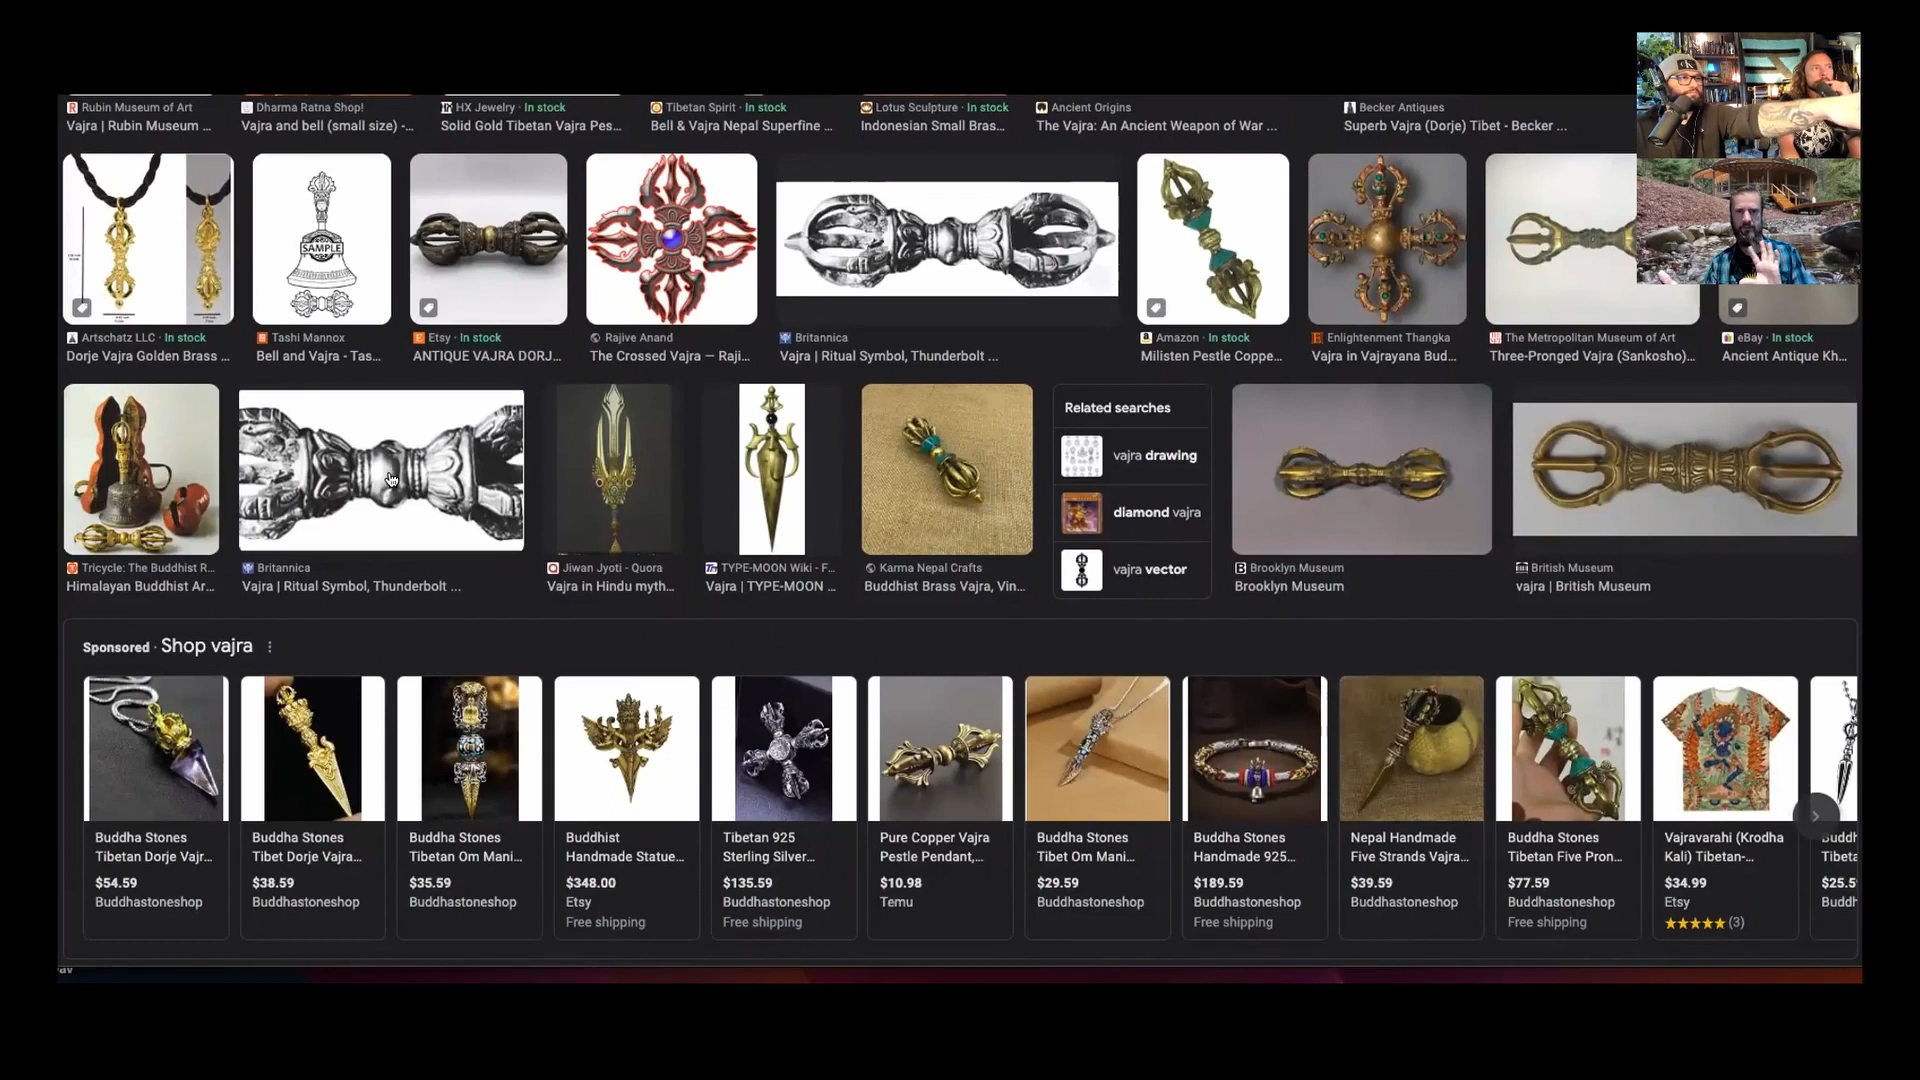 Rubin Museum of Art
Vajra | Rubin Museum ...
Dharma Ratna Shop!
Vajra and bell (small size) -...
HX Jewelry · In stock
Solid Gold Tibetan Vajra Pes...
Tibetan Spirit · In stock
Bell & Vajra Nepal Superfine ...
Lotus Sculpture · In stock
Indonesian Small Bras...
Ancient Origins
The Vajra: An Ancient Weapon of War ...
Becker Antiques
Superb Vajra (Dorje) Tibet - Becker ...
SAMPLE
Artschatz LLC · In stock
Dorje Vajra Golden Brass ...
Tashi Mannox
Bell and Vajra - Tas...
Etsy · In stock
ANTIQUE VAJRA DORJ...
Rajive Anand
The Crossed Vajra — Raji...
Britannica
Vajra | Ritual Symbol, Thunderbolt ...
Amazon · In stock
Milisten Pestle Coppe...
Enlightenment Thangka
Vajra in Vajrayana Bud...
The Metropolitan Museum of Art
Three-Pronged Vajra (Sankosho)...
eBay · In stock
Ancient Antique Kh...
Tricycle: The Buddhist R...
Himalayan Buddhist Ar...
Britannica
Vajra | Ritual Symbol, Thunderbolt ...
Jiwan Jyoti - Quora
Vajra in Hindu myth...
TYPE-MOON Wiki - F...
Vajra | TYPE-MOON ...
Karma Nepal Crafts
Buddhist Brass Vajra, Vin...
Related searches
vajra drawing
diamond vajra
vajra vector
Brooklyn Museum
Brooklyn Museum
British Museum
vajra | British Museum
Sponsored · Shop vajra
Buddha Stones
Tibetan Dorje Vajr...
$54.59
Buddhastoneshop
Buddha Stones
Tibet Dorje Vajra...
$38.59
Buddhastoneshop
Buddha Stones
Tibetan Om Mani...
$35.59
Buddhastoneshop
Buddhist
Handmade Statue...
$348.00
Etsy
Free shipping
Tibetan 925
Sterling Silver...
$135.59
Buddhastoneshop
Free shipping
Pure Copper Vajra
Pestle Pendant,...
$10.98
Temu
Buddha Stones
Tibet Om Mani...
$29.59
Buddhastoneshop
Buddha Stones
Handmade 925...
$189.59
Buddhastoneshop
Free shipping
Nepal Handmade
Five Strands Vajra...
$39.59
Buddhastoneshop
Buddha Stones
Tibetan Five Pron...
$77.59
Buddhastoneshop
Free shipping
Vajravarahi (Krodha
Kali) Tibetan-...
$34.99
Etsy
(3)
Buddh
Tibeta
$25.5
Buddh